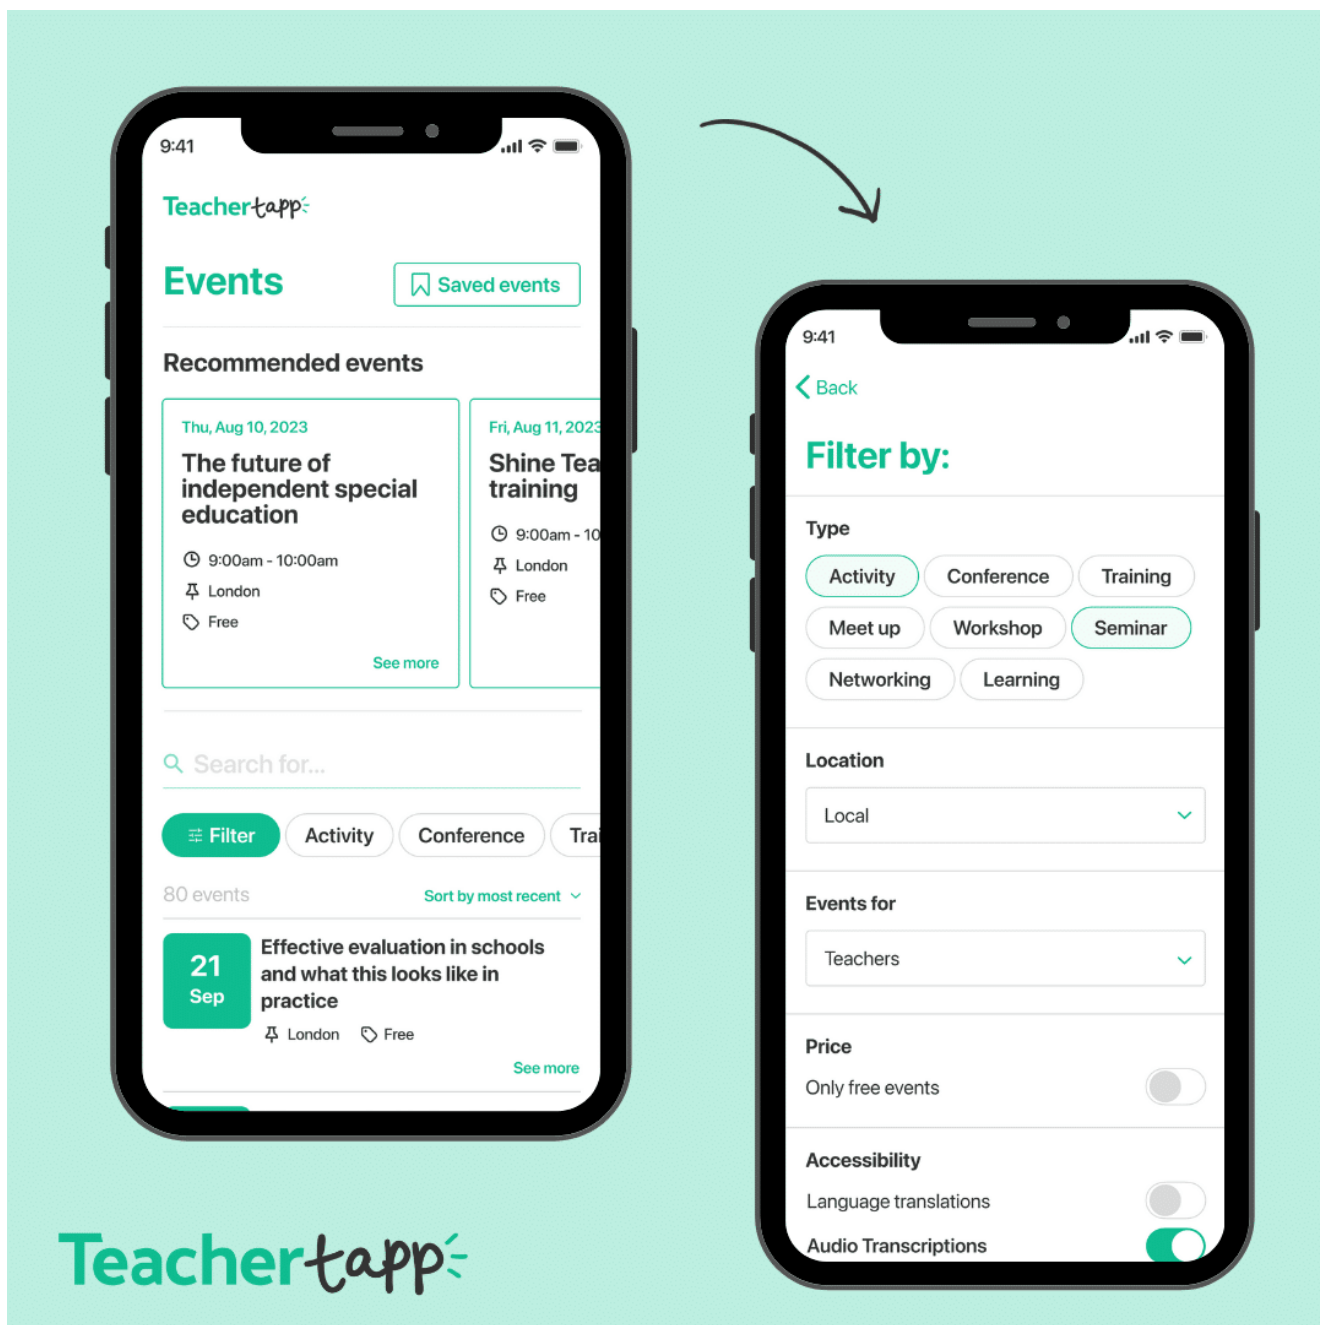 9:41
Teachertapp
Events
Saved events
Recommended events
Thu, Aug 10, 2023
The future of
independent special
education
9:00am - 10:00am
London
Free
See more
Fri, Aug 11, 2023
Shine Tea
training
9:00am - 10
London
Free
Search for...
Filter
Activity
Conference
Trai
80 events
Sort by most recent
21
Sep
Effective evaluation in schools
and what this looks like in
practice
London
Free
See more
9:41
Back
Filter by:
Type
Activity
Conference
Training
Meet up
Workshop
Seminar
Networking
Learning
Location
Local
Events for
Teachers
Price
Only free events
Accessibility
Language translations
Audio Transcriptions
Teachertapp